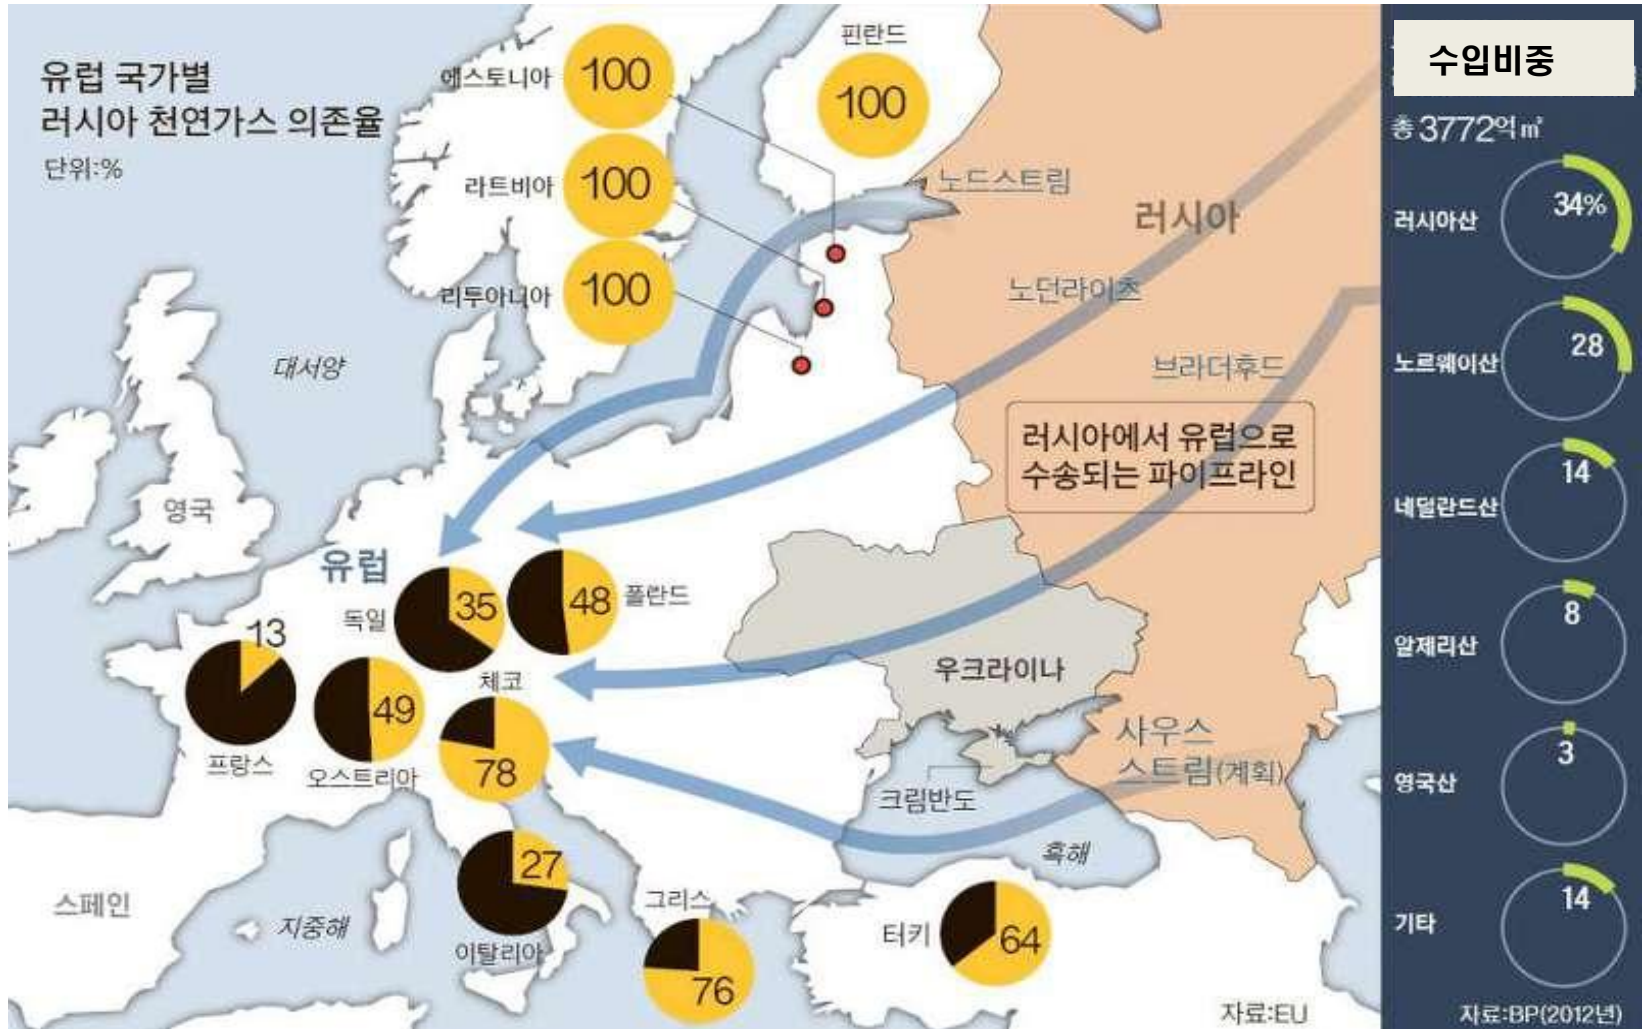 유럽 국가별
러시아 천연가스 의존율
단위:%
에스토니아
100
라트비아
100
리투아니아
100
핀란드
100
노드스트림
러시아
노던라이츠
브라더후드
러시아에서 유럽으로
수송되는 파이프라인
대서양
영국
유럽
독일
35
48
폴란드
13
프랑스
49
오스트리아
체코
78
우크라이나
크림반도
사우스
스트림(계획)
흑해
27
이탈리아
그리스
76
터키
64
스페인
지중해
자료:EU
수입비중
총 3772억㎥
러시아산
34%
노르웨이산
28
네덜란드산
14
알제리산
8
영국산
3
기타
14
자료:BP(2012년)